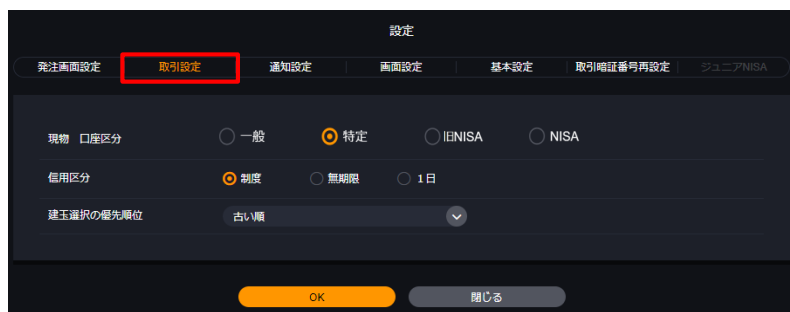 設定
発注画面設定 取引設定 通知設定 画面設定 基本設定 取引暗証番号再設定 ジュニアNISA
現物 口座区分 一般 特定 旧NISA NISA
信用区分 制度 無期限 1日
建玉選択の優先順位 古い順
OK 閉じる